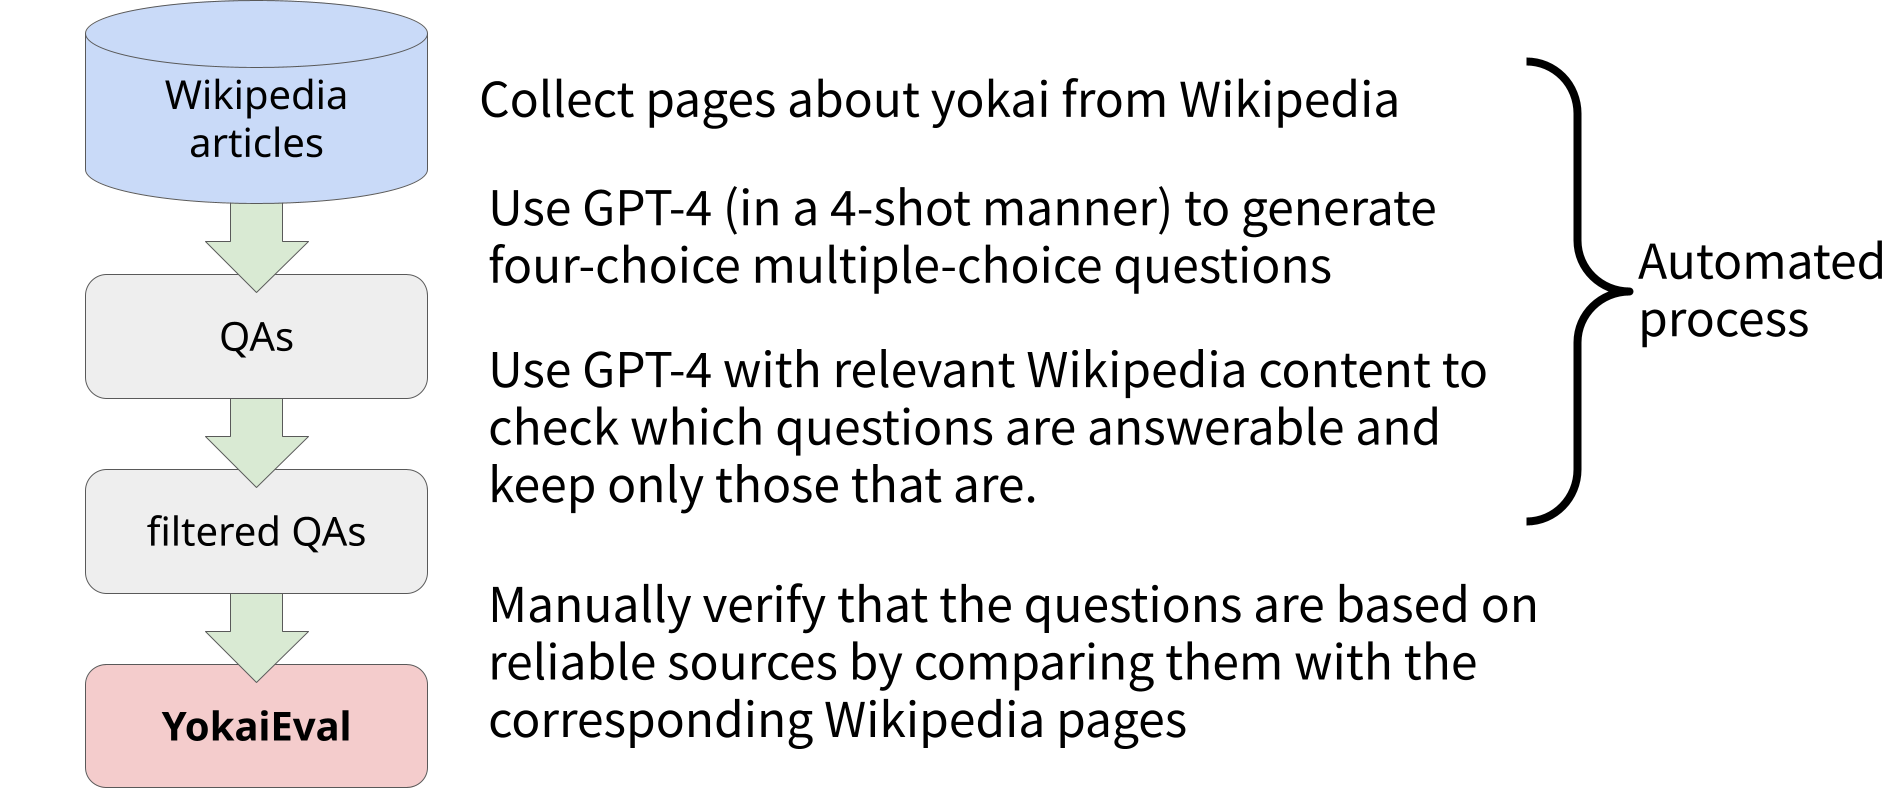 Wikipedia
articles
Collect pages about yokai from Wikipedia
Use GPT-4 (in a 4-shot manner) to generate
four-choice multiple-choice questions
QAs
Use GPT-4 with relevant Wikipedia content to
check which questions are answerable and
keep only those that are.
filtered QAs
Automated
process
Manually verify that the questions are based on
reliable sources by comparing them with the
corresponding Wikipedia pages
YokaiEval